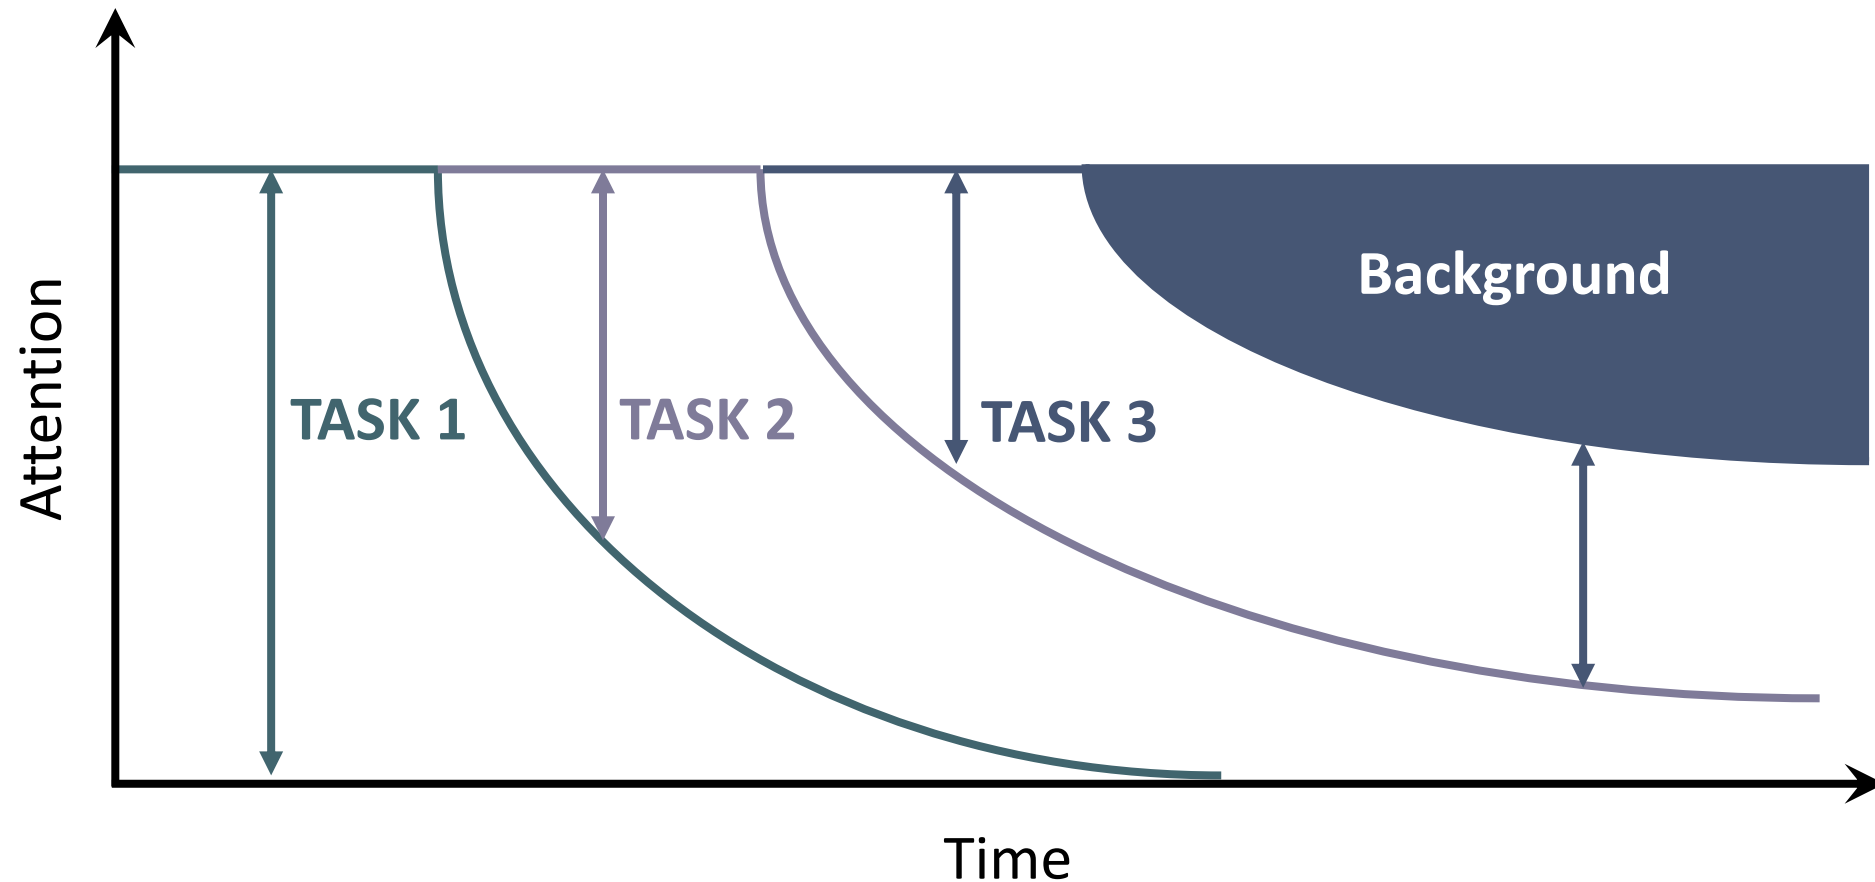 Attention
TASK 1
TASK 2
TASK 3
Background
Time